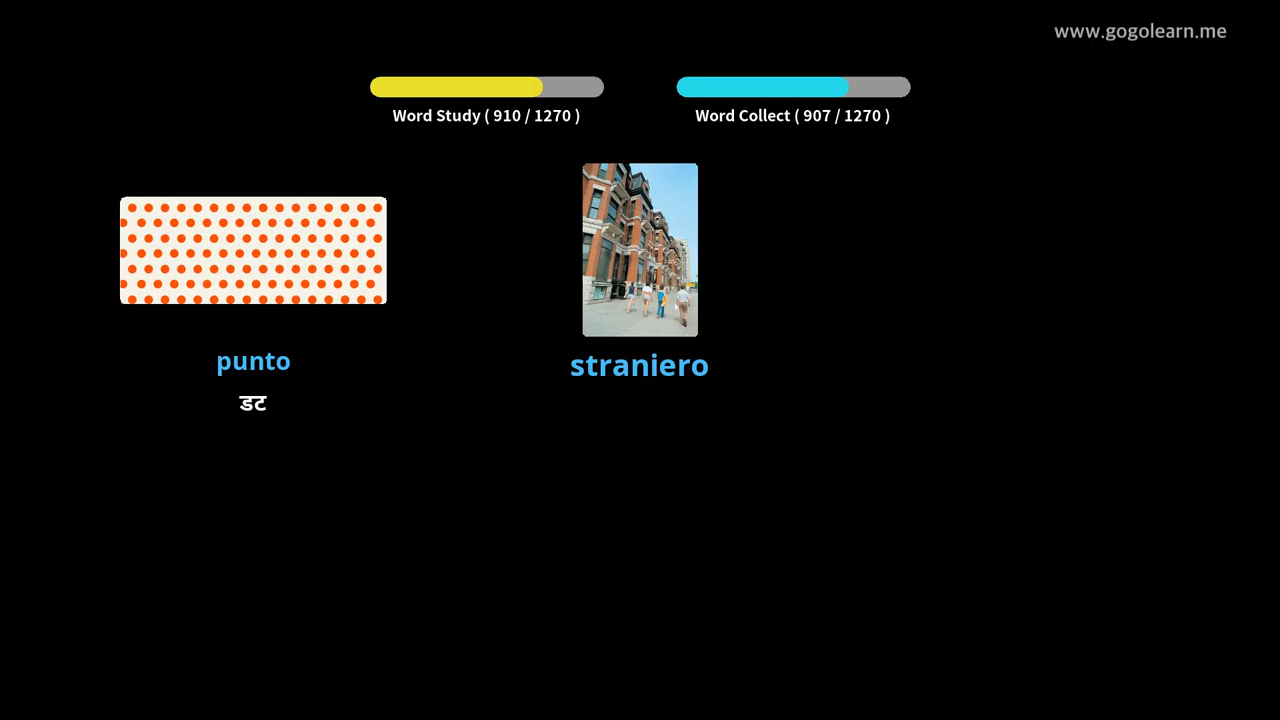 www.gogolearn.me
Word Study ( 910 / 1270 )
Word Collect ( 907 / 1270 )
punto
डट
straniero